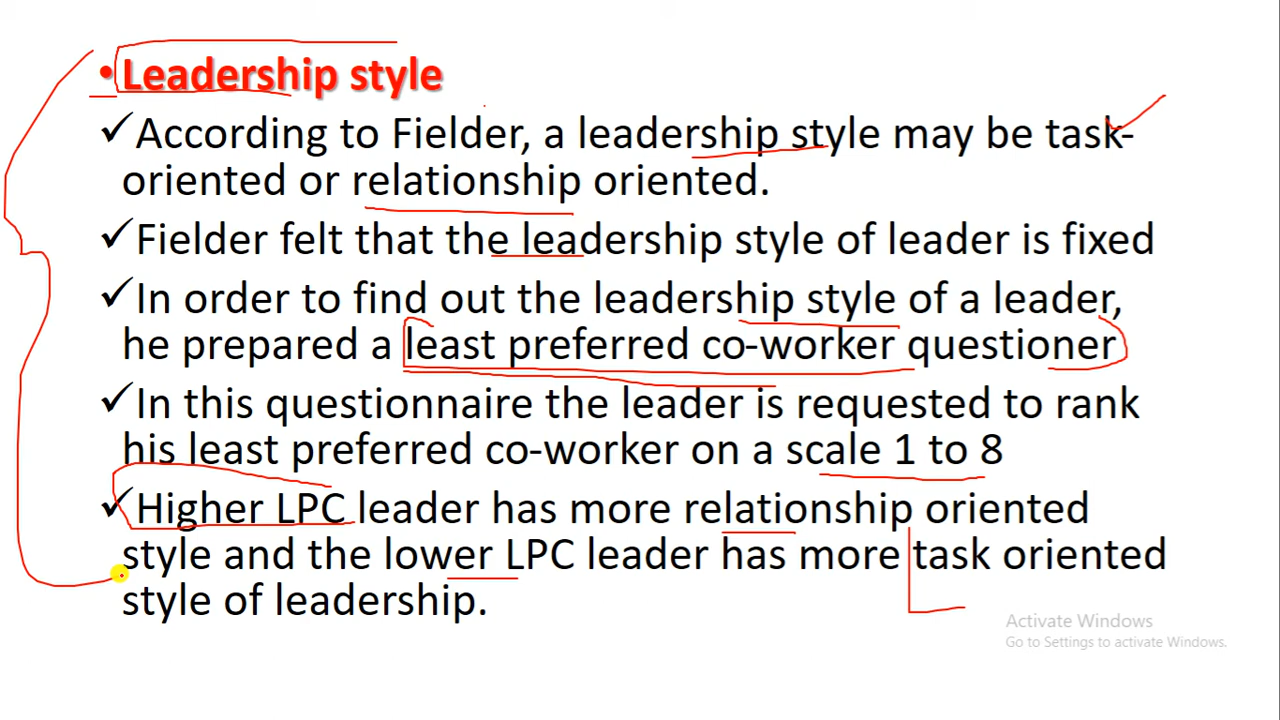 • Leadership style
✓According to Fielder, a leadership style may be task-
oriented or relationship oriented.
✓Fielder felt that the leadership style of leader is fixed
✓In order to find out the leadership style of a leader,
he prepared a least preferred co-worker questioner
✓In this questionnaire the leader is requested to rank
his least preferred co-worker on a scale 1 to 8
✓Higher LPC leader has more relationship oriented
style and the lower LPC leader has more task oriented
style of leadership.
Activate Windows
Go to Settings to activate Windows.